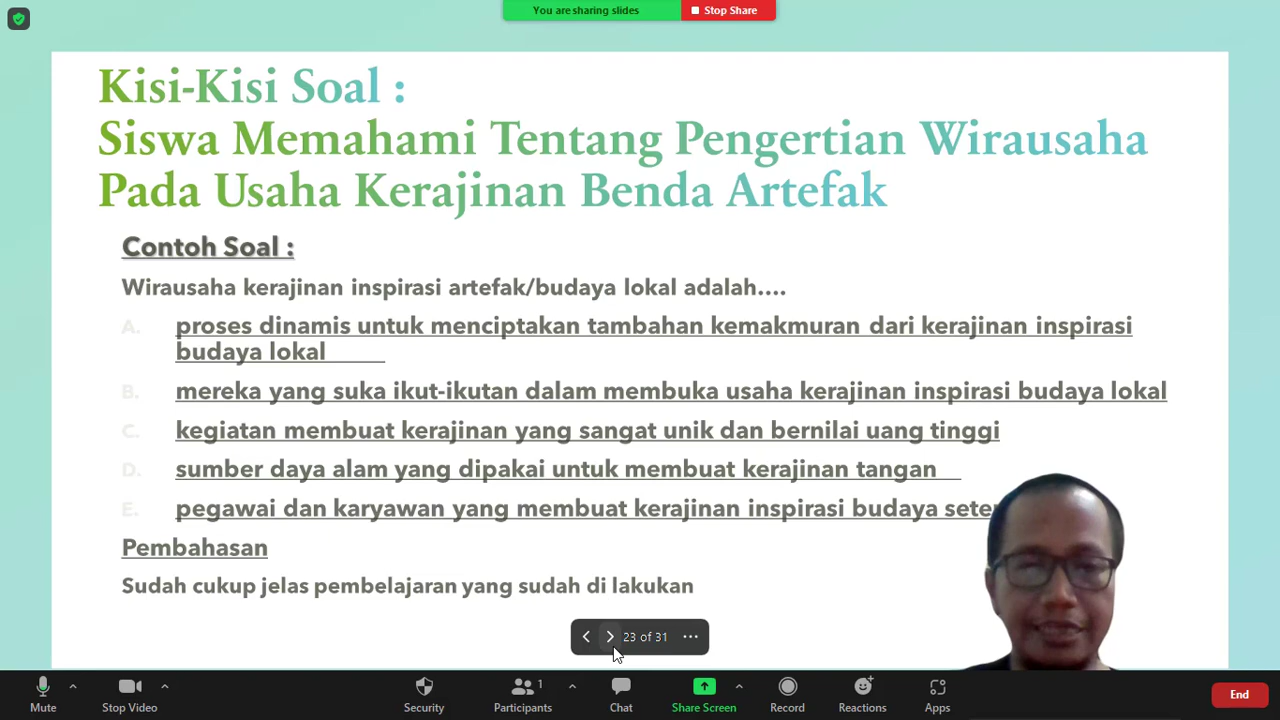 You are sharing slides
Stop Share
Kisi-Kisi Soal :
Siswa Memahami Tentang Pengertian Wirausaha
Pada Usaha Kerajinan Benda Artefak
Contoh Soal :
Wirausaha kerajinan inspirasi artefak/budaya lokal adalah....
A. proses dinamis untuk menciptakan tambahan kemakmuran dari kerajinan inspirasi
budaya lokal
B. mereka yang suka ikut-ikutan dalam membuka usaha kerajinan inspirasi budaya lokal
C. kegiatan membuat kerajinan yang sangat unik dan bernilai uang tinggi
D. sumber daya alam yang dipakai untuk membuat kerajinan tangan
E. pegawai dan karyawan yang membuat kerajinan inspirasi budaya
Pembahasan
Sudah cukup jelas pembelajaran yang sudah di lakukan
23 of 31
Mute
Stop Video
Security
Participants 1
Chat
Share Screen
Record
Reactions
Apps
End